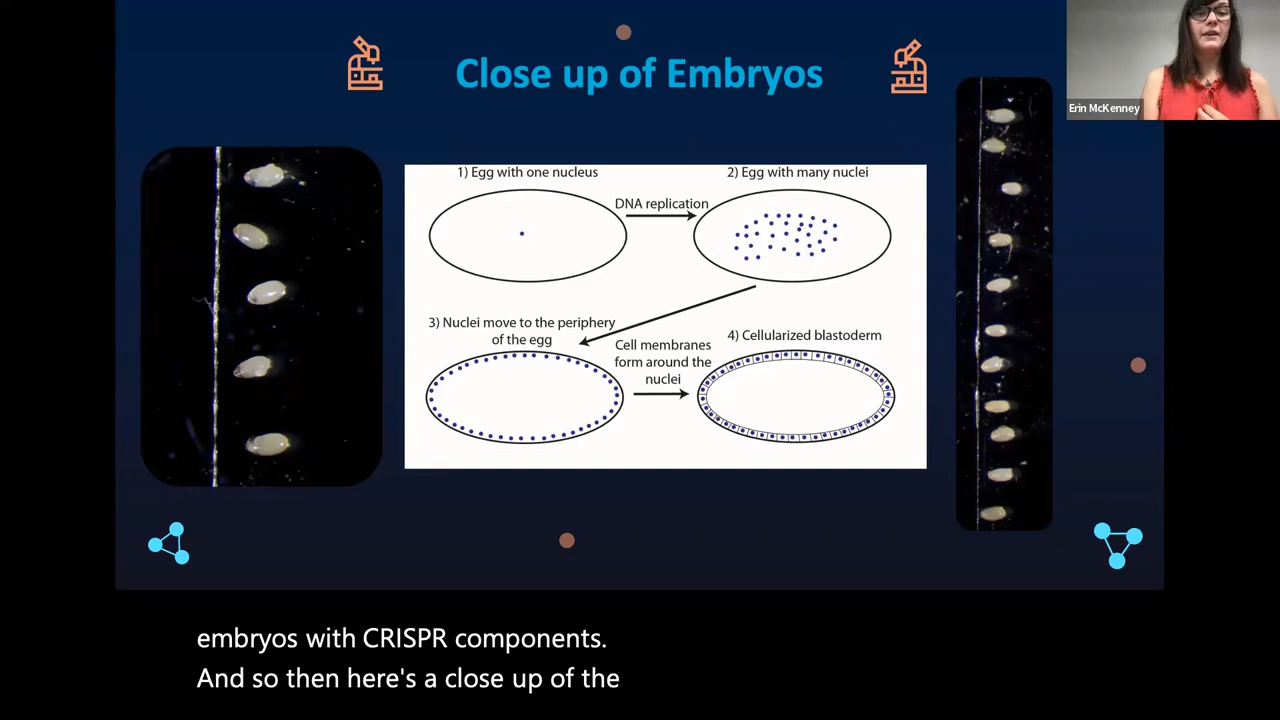 Close up of Embryos
Erin McKenney
1) Egg with one nucleus
DNA replication
2) Egg with many nuclei
3) Nuclei move to the periphery
of the egg
Cell membranes
form around the
nuclei
4) Cellularized blastoderm
embryos with CRISPR components.
And so then here's a close up of the